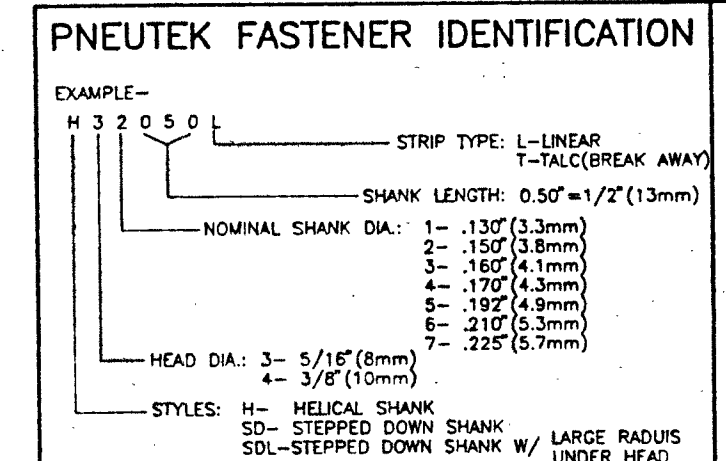 PNEUTEK FASTENER IDENTIFICATION
EXAMPLE-
H 3 2 0 5 0 L
STRIP TYPE: L-LINEAR
T-TALC(BREAK AWAY)
SHANK LENGTH: 0.50"=1/2"(13mm)
NOMINAL SHANK DIA.: 1- .130"(3.3mm)
2- .150"(3.8mm)
3- .160"(4.1mm)
4- .170"(4.3mm)
5- .192"(4.9mm)
6- .210"(5.3mm)
7- .225"(5.7mm)
HEAD DIA.: 3- 5/16"(8mm)
4- 3/8"(10mm)
STYLES: H- HELICAL SHANK
SD- STEPPED DOWN SHANK
SDL-STEPPED DOWN SHANK W/ LARGE RADUIS
UNDER HEAD